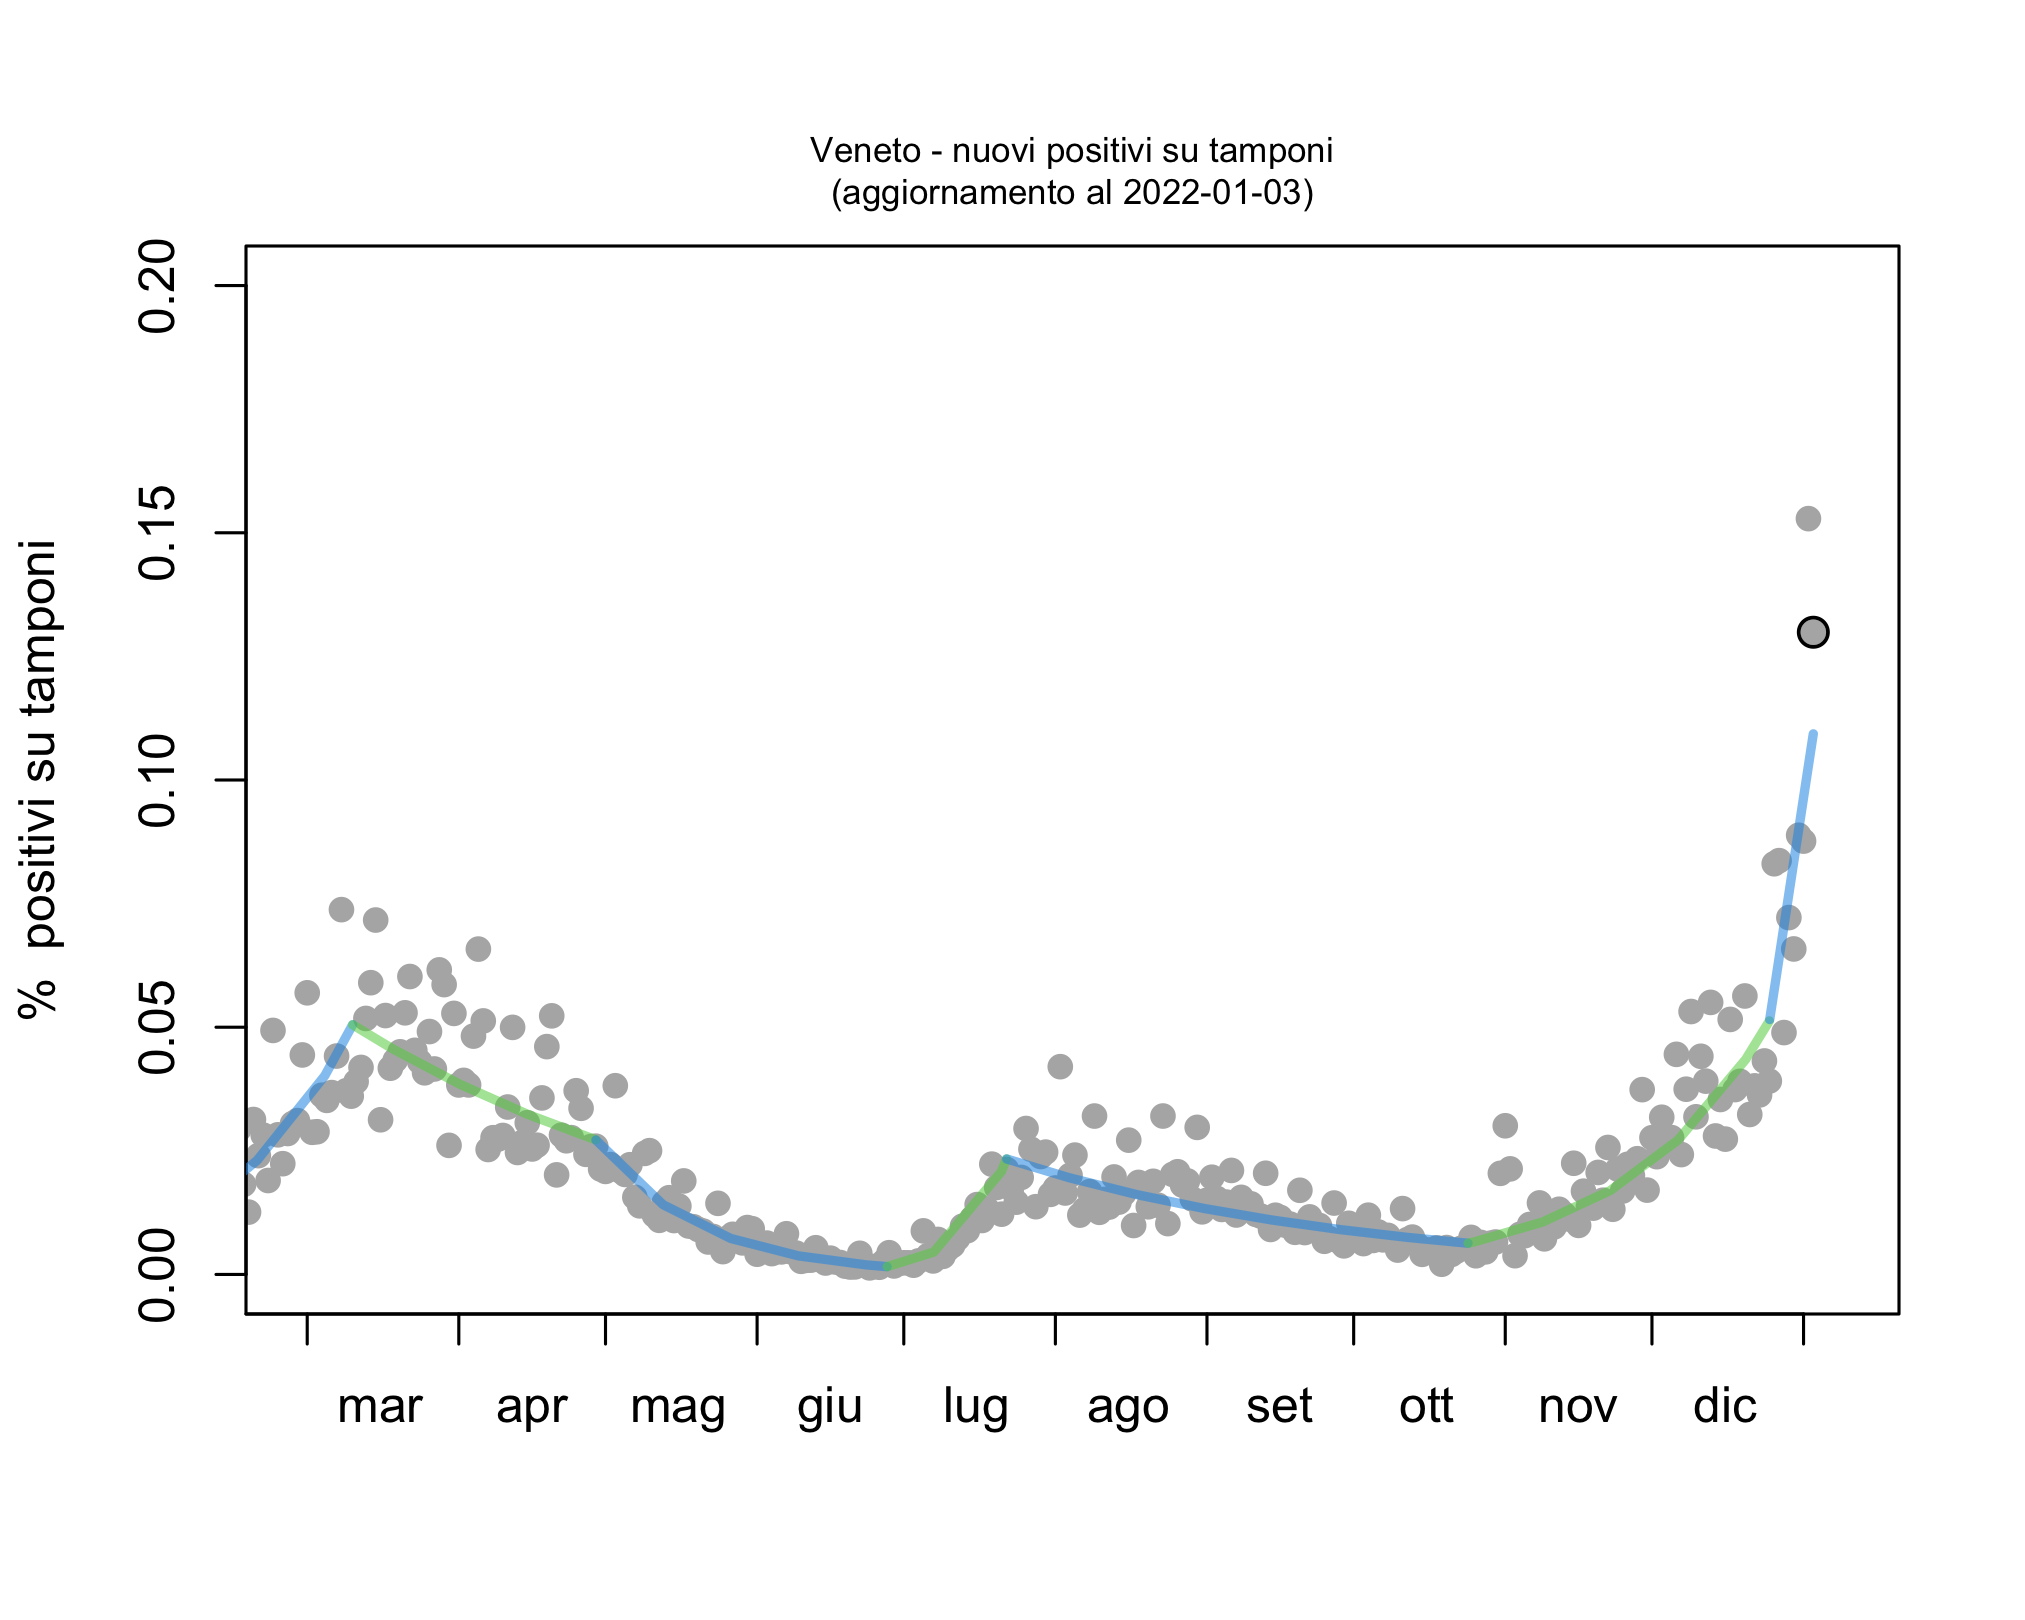 Veneto - nuovi positivi su tamponi
(aggiornamento al 2022-01-03)
% positivi su tamponi
0.20
0.15
0.10
0.05
0.00
mar apr mag giu lug ago set ott nov dic